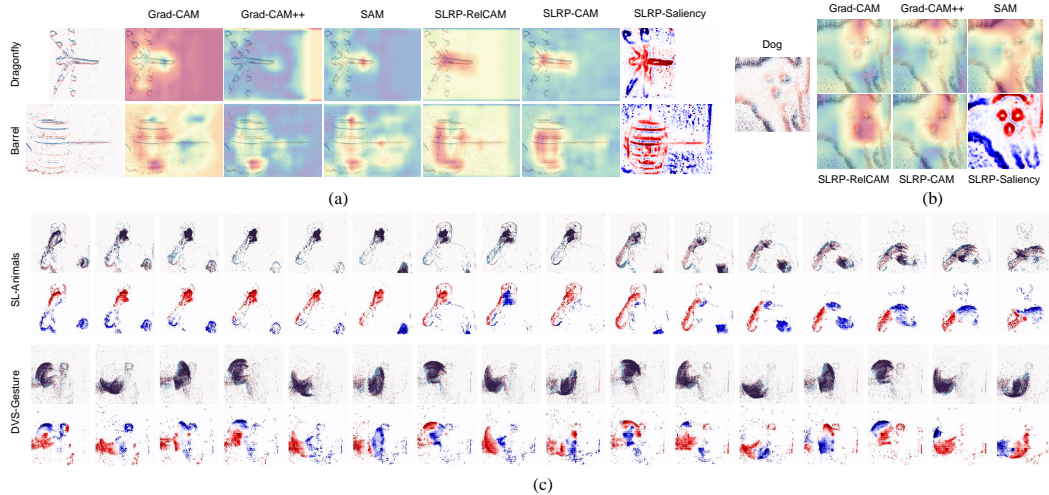 Grad-CAM Grad-CAM++ SAM SLRP-RelCAM SLRP-CAM SLRP-Saliency
Dragonfly
Barrel
(a)
Grad-CAM Grad-CAM++ SAM
Dog
SLRP-RelCAM SLRP-CAM SLRP-Saliency
(b)
SL-Animals
DVS-Gesture
(c)